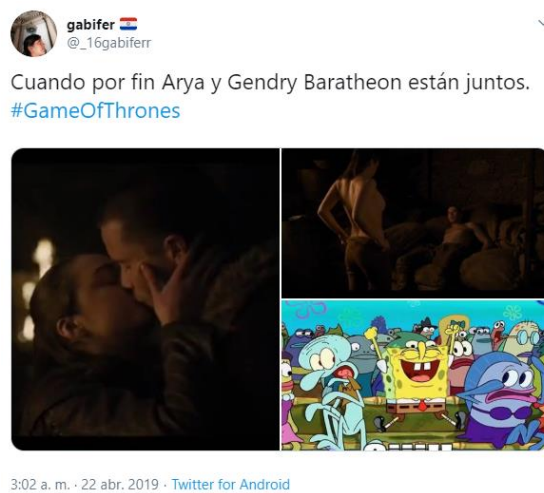 gabifer
@_16gabiferr
Cuando por fin Arya y Gendry Baratheon están juntos.
#GameOfThrones
3:02 a. m. · 22 abr. 2019 · Twitter for Android